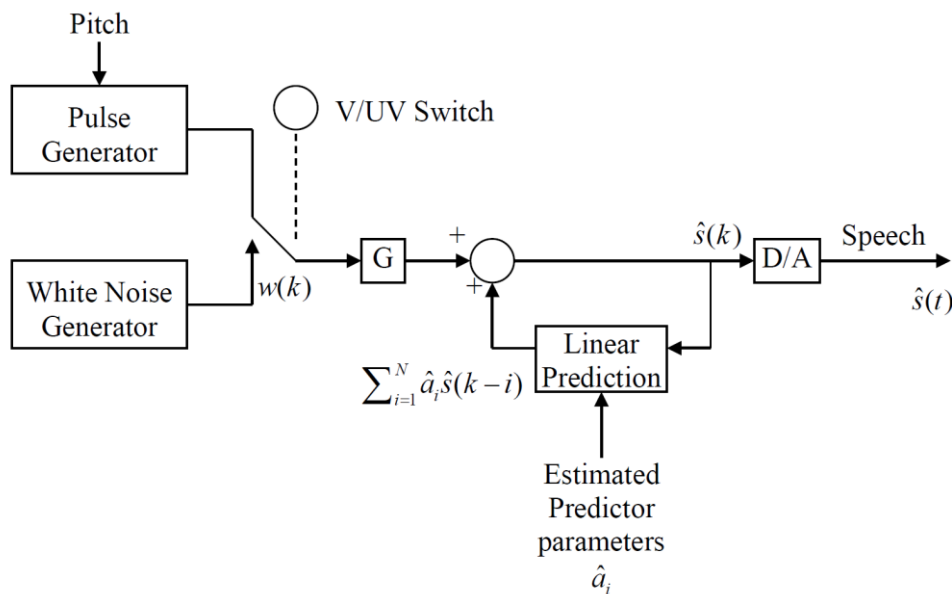 Pitch
Pulse
Generator
V/UV Switch
White Noise
Generator
w(k)
G
+
+
ŝ(k)
D/A
Speech
ŝ(t)
Linear
Prediction
∑_{i=1}^{N} â_i ŝ(k − i)
Estimated
Predictor
parameters
â_i